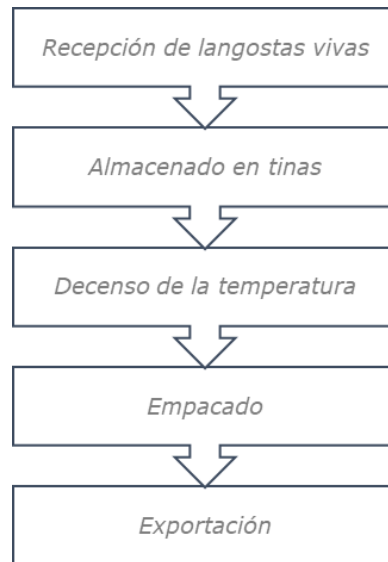 Recepción de langostas vivas
Almacenado en tinas
Decenso de la temperatura
Empacado
Exportación